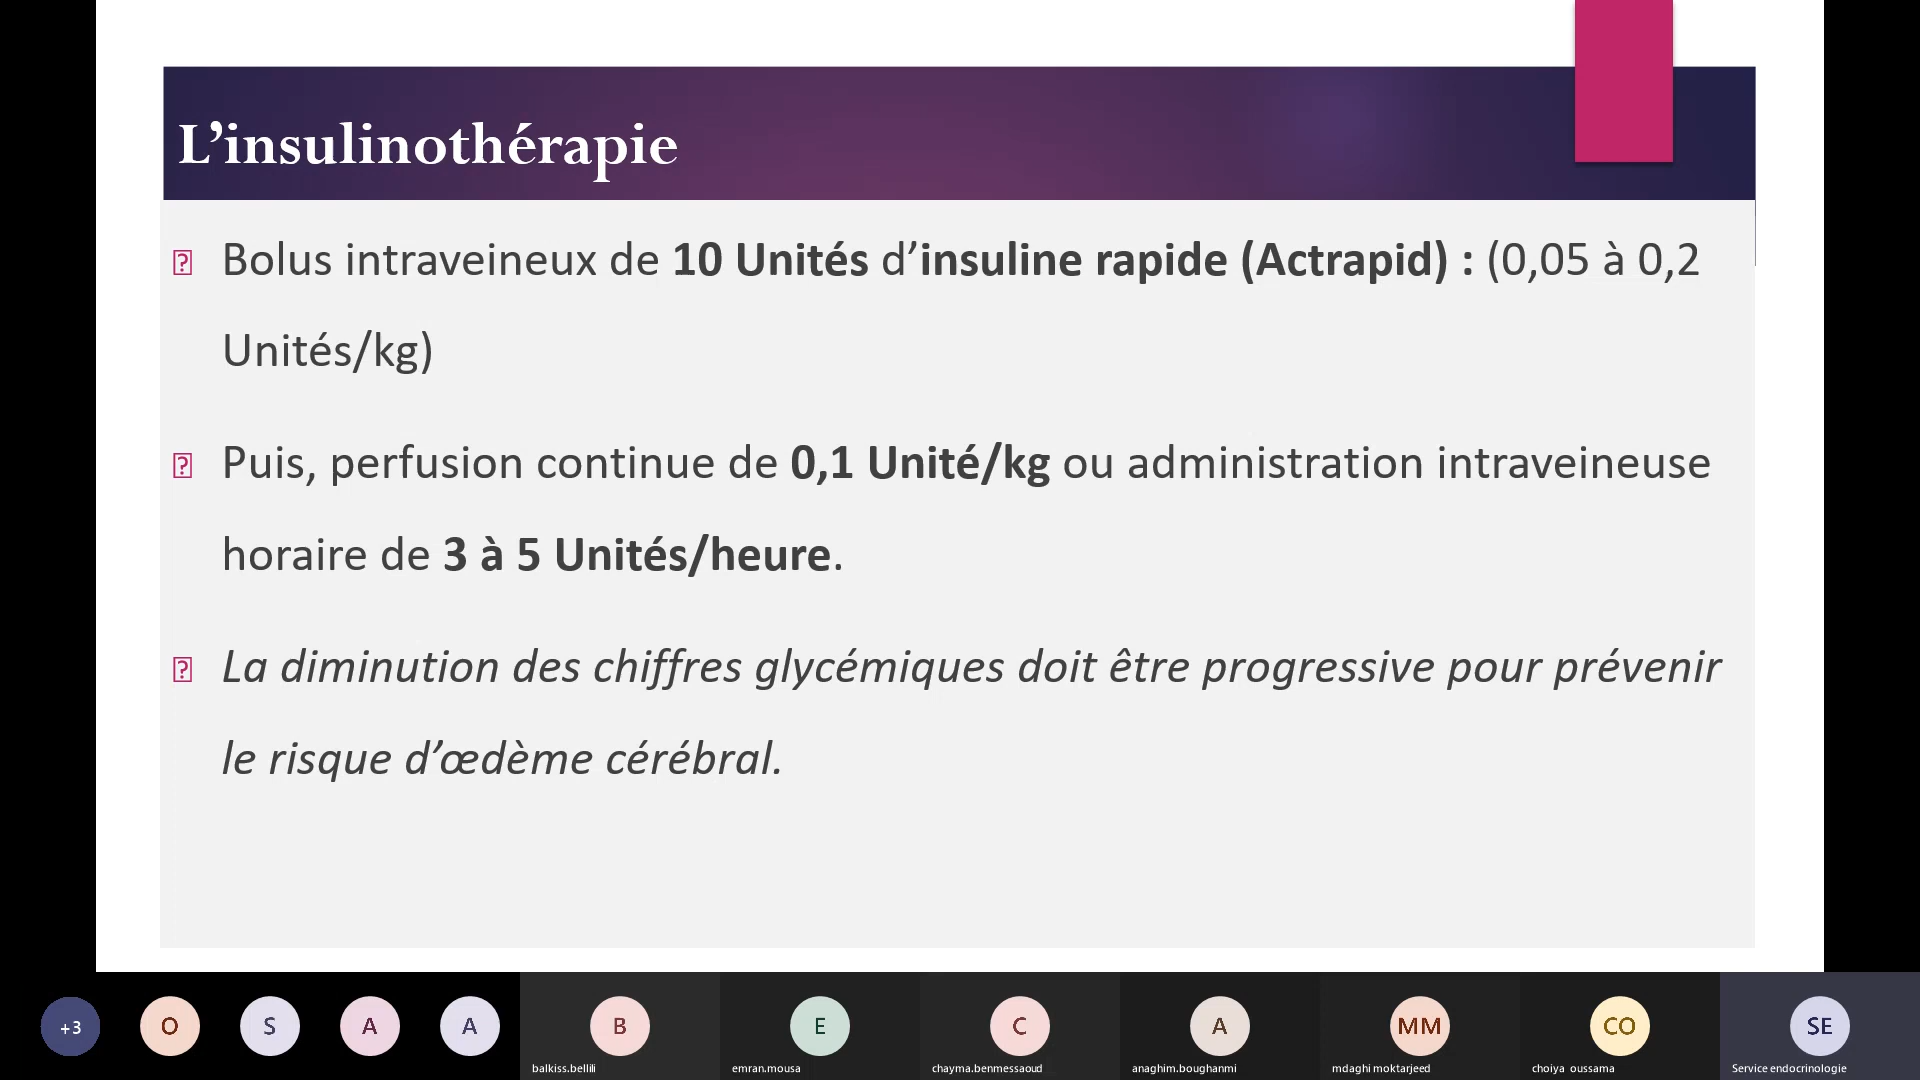 L’insulinothérapie
Bolus intraveineux de 10 Unités d’insuline rapide (Actrapid) : (0,05 à 0,2
Unités/kg)
Puis, perfusion continue de 0,1 Unité/kg ou administration intraveineuse
horaire de 3 à 5 Unités/heure.
La diminution des chiffres glycémiques doit être progressive pour prévenir
le risque d’œdème cérébral.
+3 O S A A B E C A MM CO SE
balkiss.bellili emran.mousa chayma.benmessaoud anaghim.boughanmi mdaghi moktarjeed choiya oussama Service endocrinologie